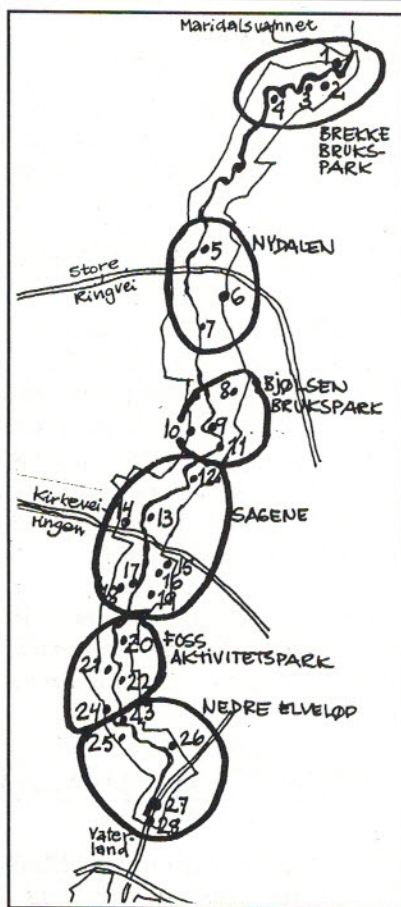 Maridalsvannet
1
2
3
4
BREKKE
BRUKS-
PARK
NYDALEN
5
Store
Ringvei
6
7
BJØLSEN
BRUKSPARK
8
9
10
11
12
SAGENE
Kirkevei-
ringen
14
13
15
16
17
18
19
FOSS
AKTIVITETSPARK
20
21
22
NEDRE ELVELØP
24
23
25
26
27
28
Vater-
land